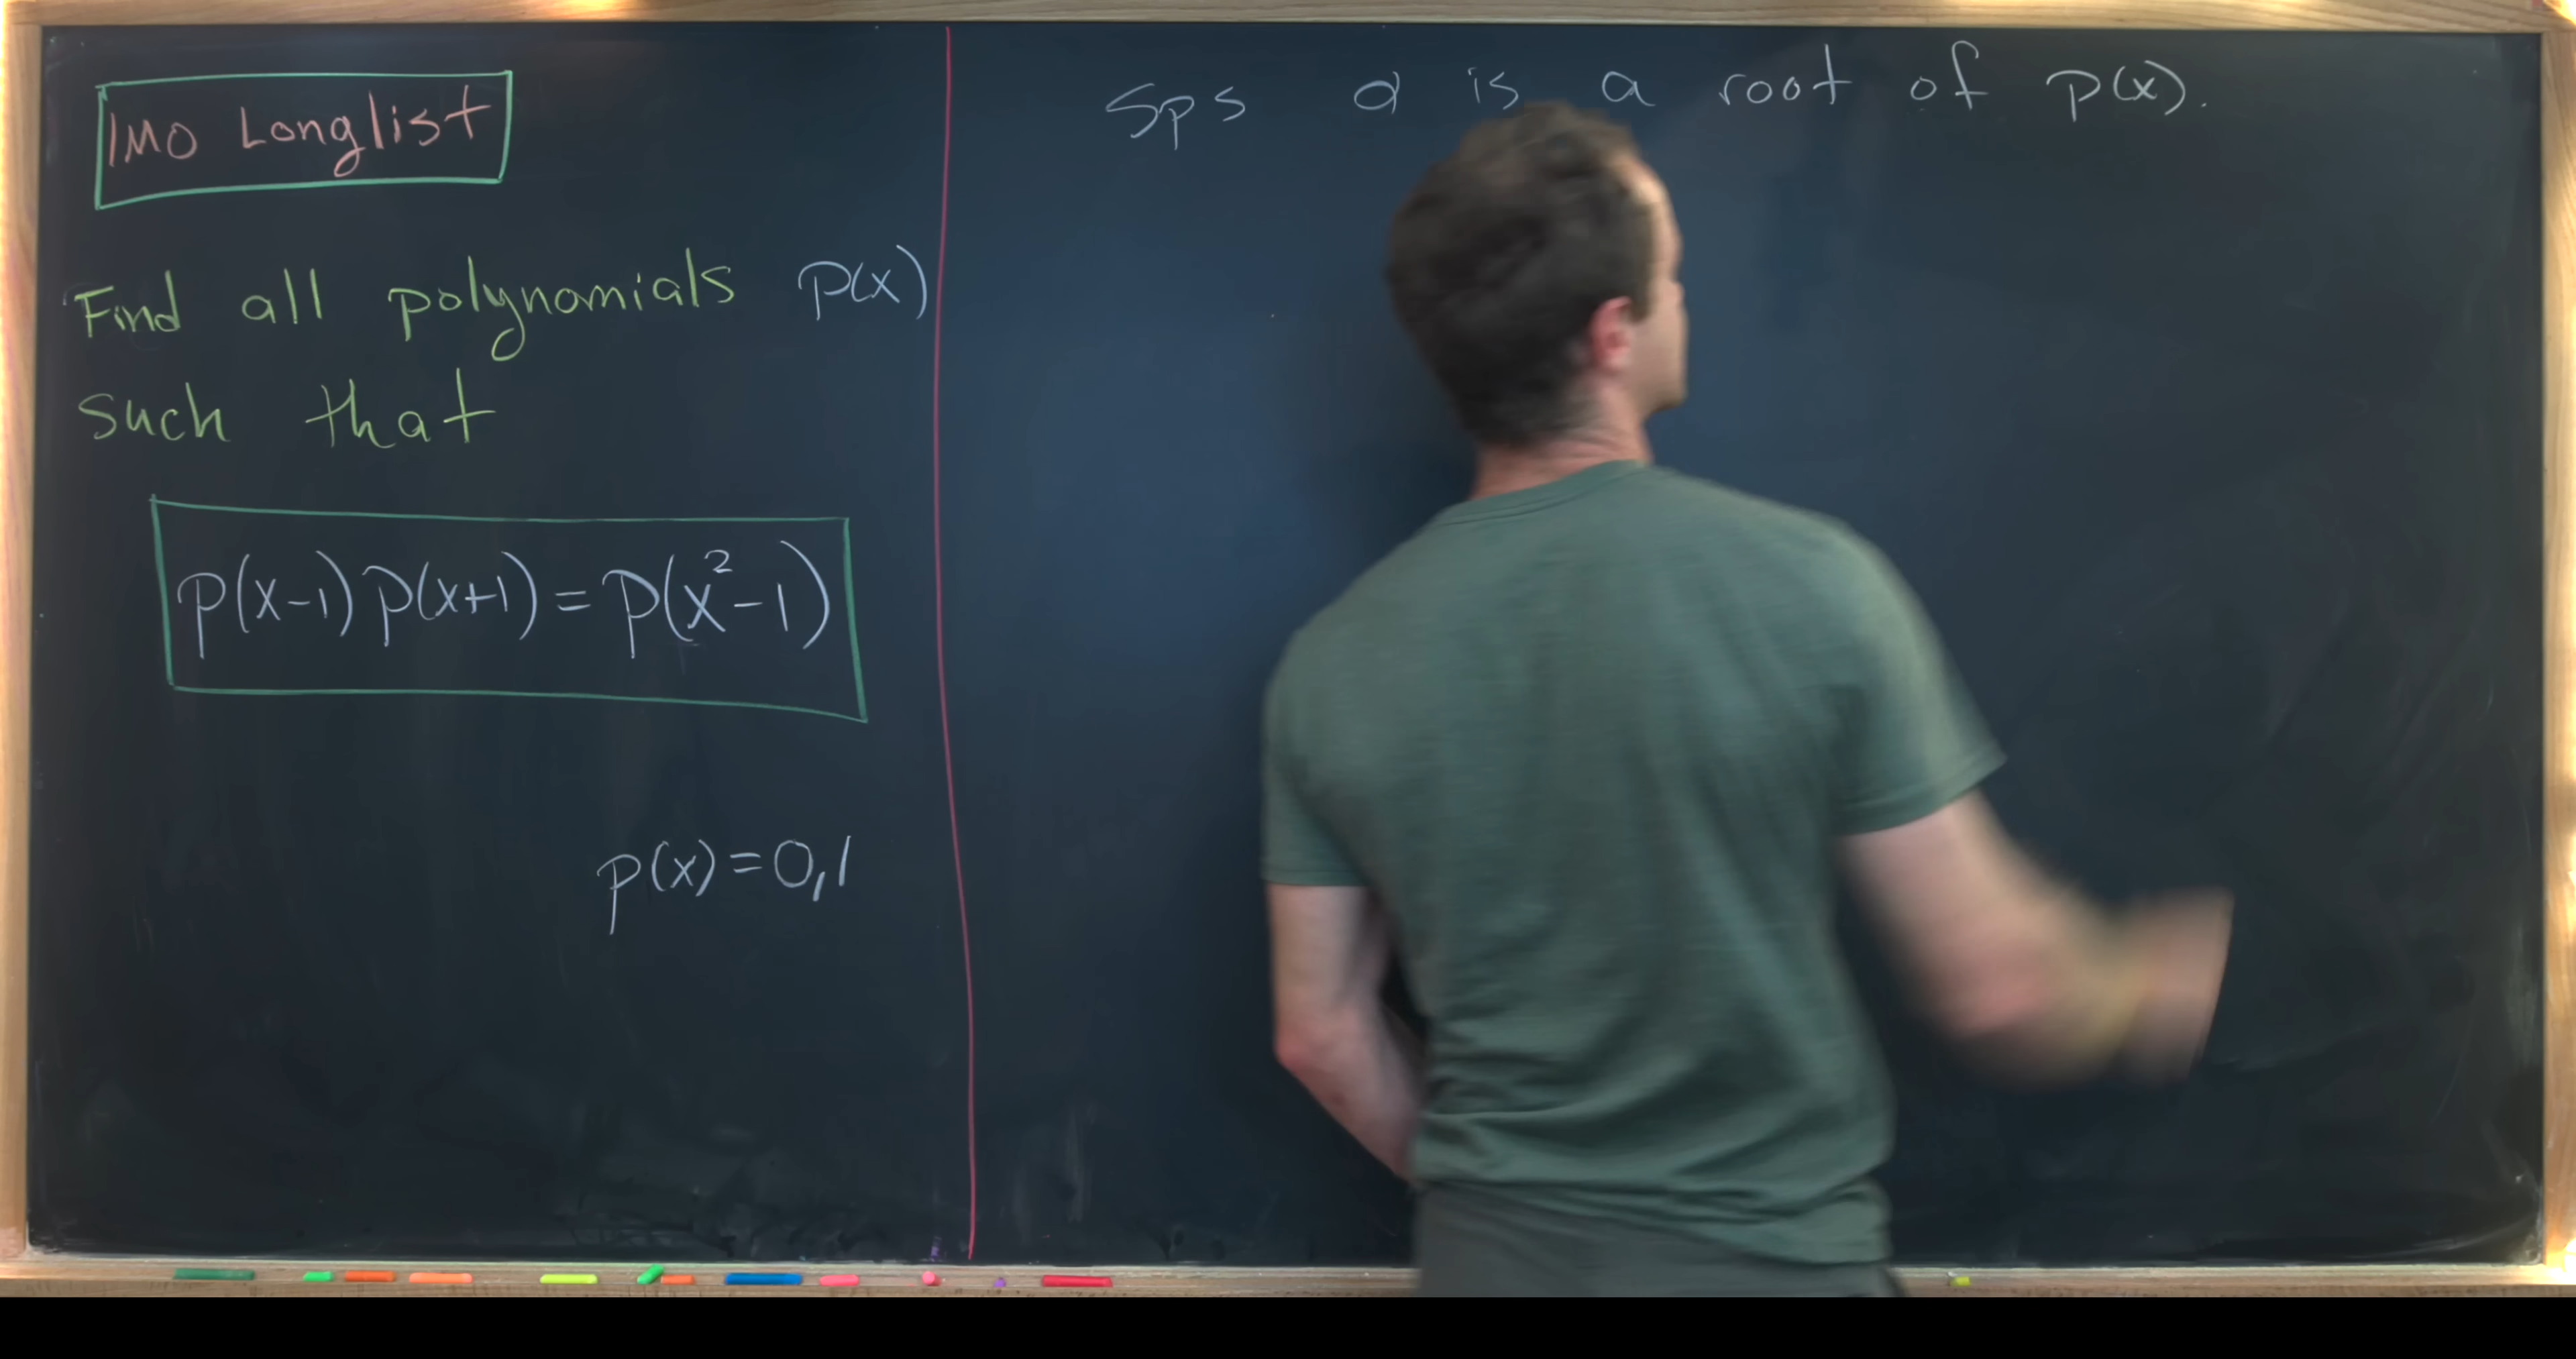 IMO Longlist
Find all polynomials P(x)
such that
P(x-1)P(x+1)=P(x²-1)
p(x)=0,1
Sps α is a root of p(x).